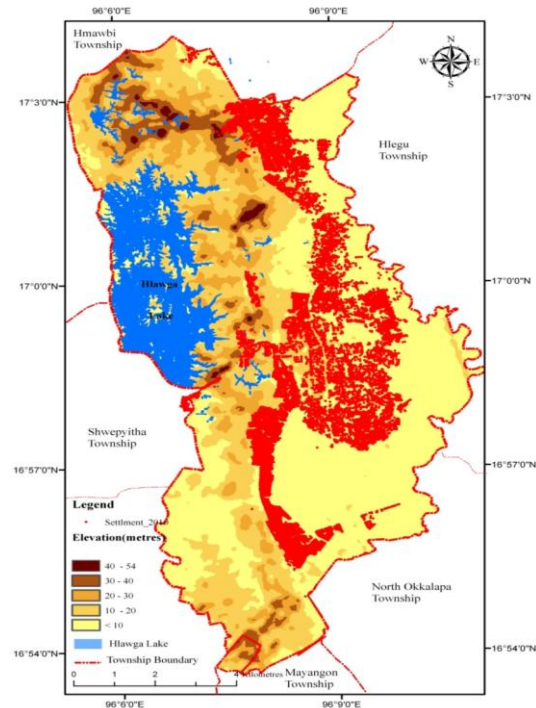 96°6'0"E
96°9'0"E
Hmawbi
Township
N
W
E
S
17°3'0"N
17°3'0"N
Hlegu
Township
17°0'0"N
17°0'0"N
Hlawga
Lake
Shwepyitha
Township
16°57'0"N
16°57'0"N
Legend
Elevation(metres)
40 - 54
30 - 40
20 - 30
10 - 20
< 10
Hlawga Lake
Township Boundary
0
2
4
North Okkalapa
Township
16°54'0"N
16°54'0"N
Mayangon
Township
96°6'0"E
96°9'0"E